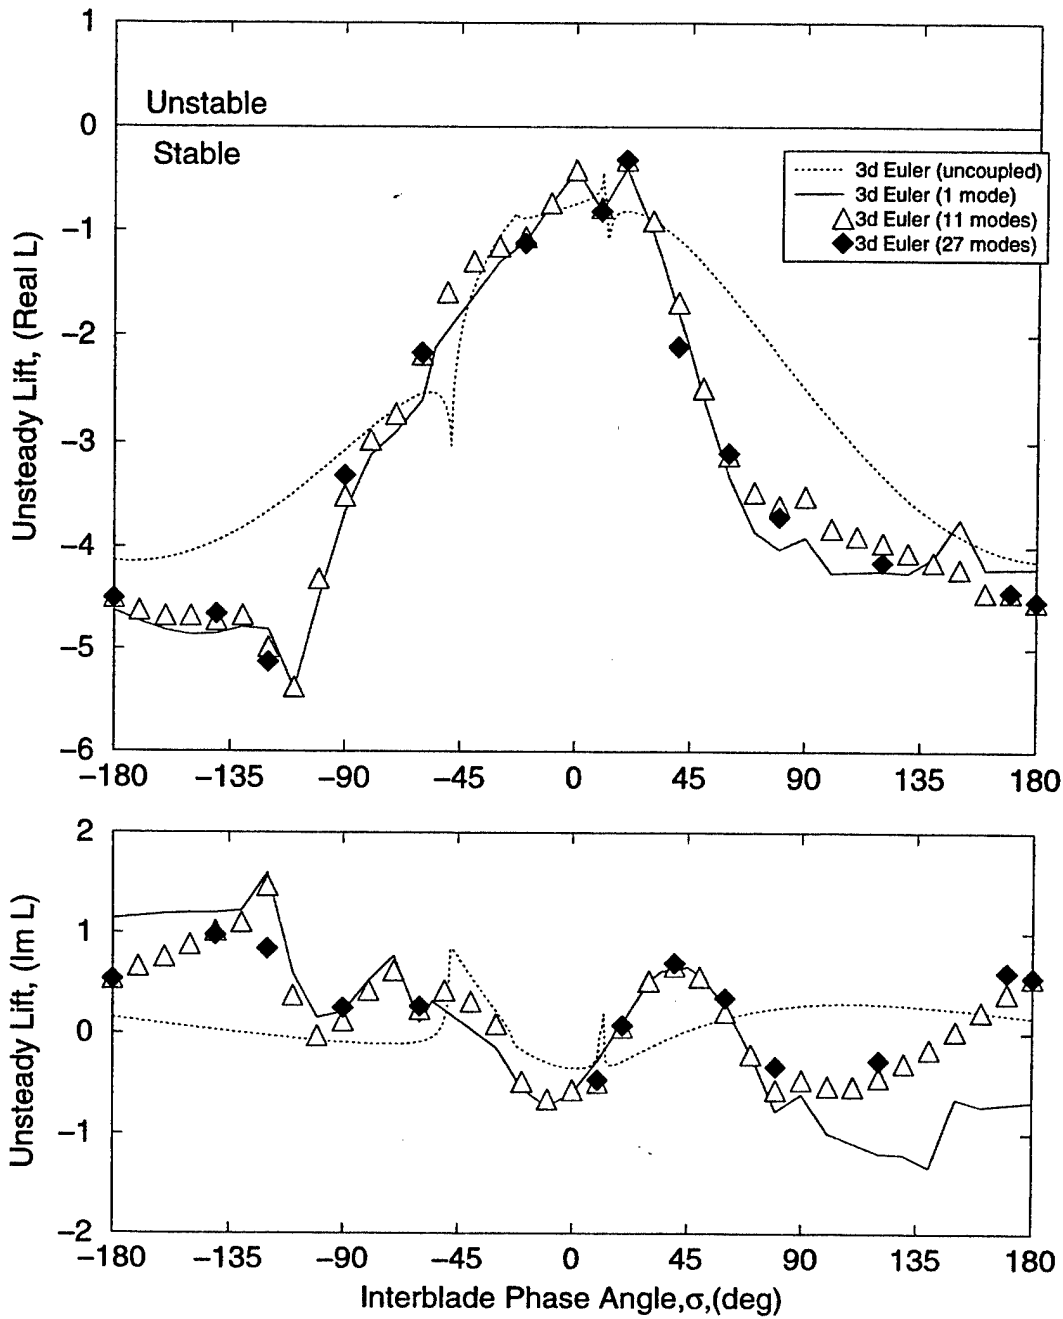 1
0
−1
−2
−3
−4
−5
−6
Unsteady Lift, (Real L)
Unstable
Stable
3d Euler (uncoupled)
3d Euler (1 mode)
3d Euler (11 modes)
3d Euler (27 modes)
−180 −135 −90 −45 0 45 90 135 180
2
1
0
−1
−2
Unsteady Lift, (Im L)
−180 −135 −90 −45 0 45 90 135 180
Interblade Phase Angle,σ,(deg)